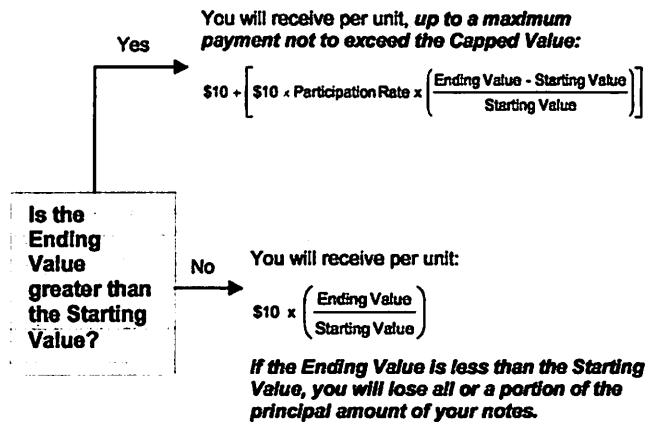 Yes
You will receive per unit, up to a maximum
payment not to exceed the Capped Value:
$10 + [$10 × Participation Rate x (Ending Value - Starting Value
Starting Value)]
Is the
Ending
Value
greater than
the Starting
Value?
No
You will receive per unit:
$10 x (Ending Value
Starting Value)
If the Ending Value is less than the Starting
Value, you will lose all or a portion of the
principal amount of your notes.